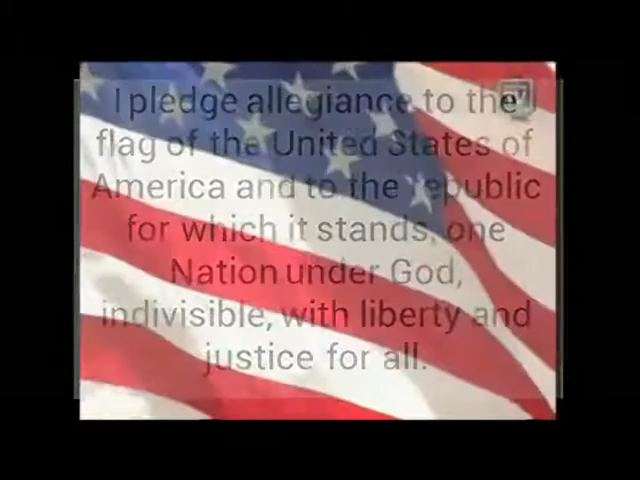 I pledge allegiance to the
flag of the United States of
America and to the republic
for which it stands, one
Nation under God,
indivisible, with liberty and
justice for all.